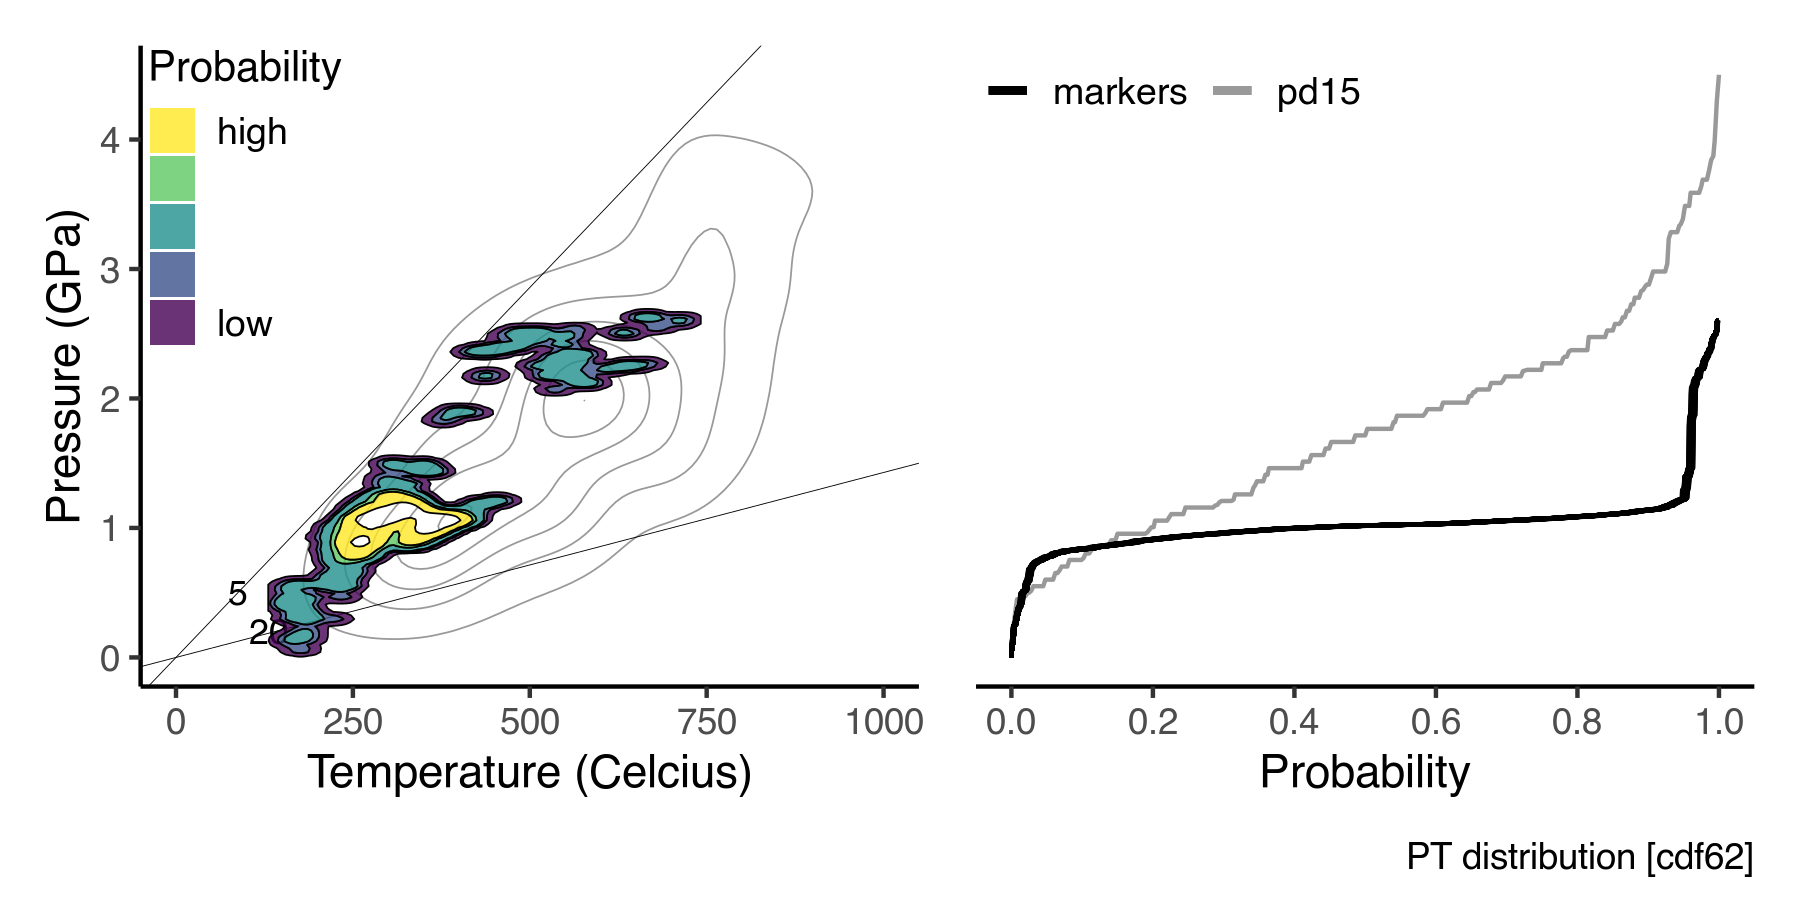 Probability
high
low
4
3
2
1
0
Pressure (GPa)
5
0
250
500
750
1000
Temperature (Celcius)
markers
pd15
0.0
0.2
0.4
0.6
0.8
1.0
Probability
PT distribution [cdf62]